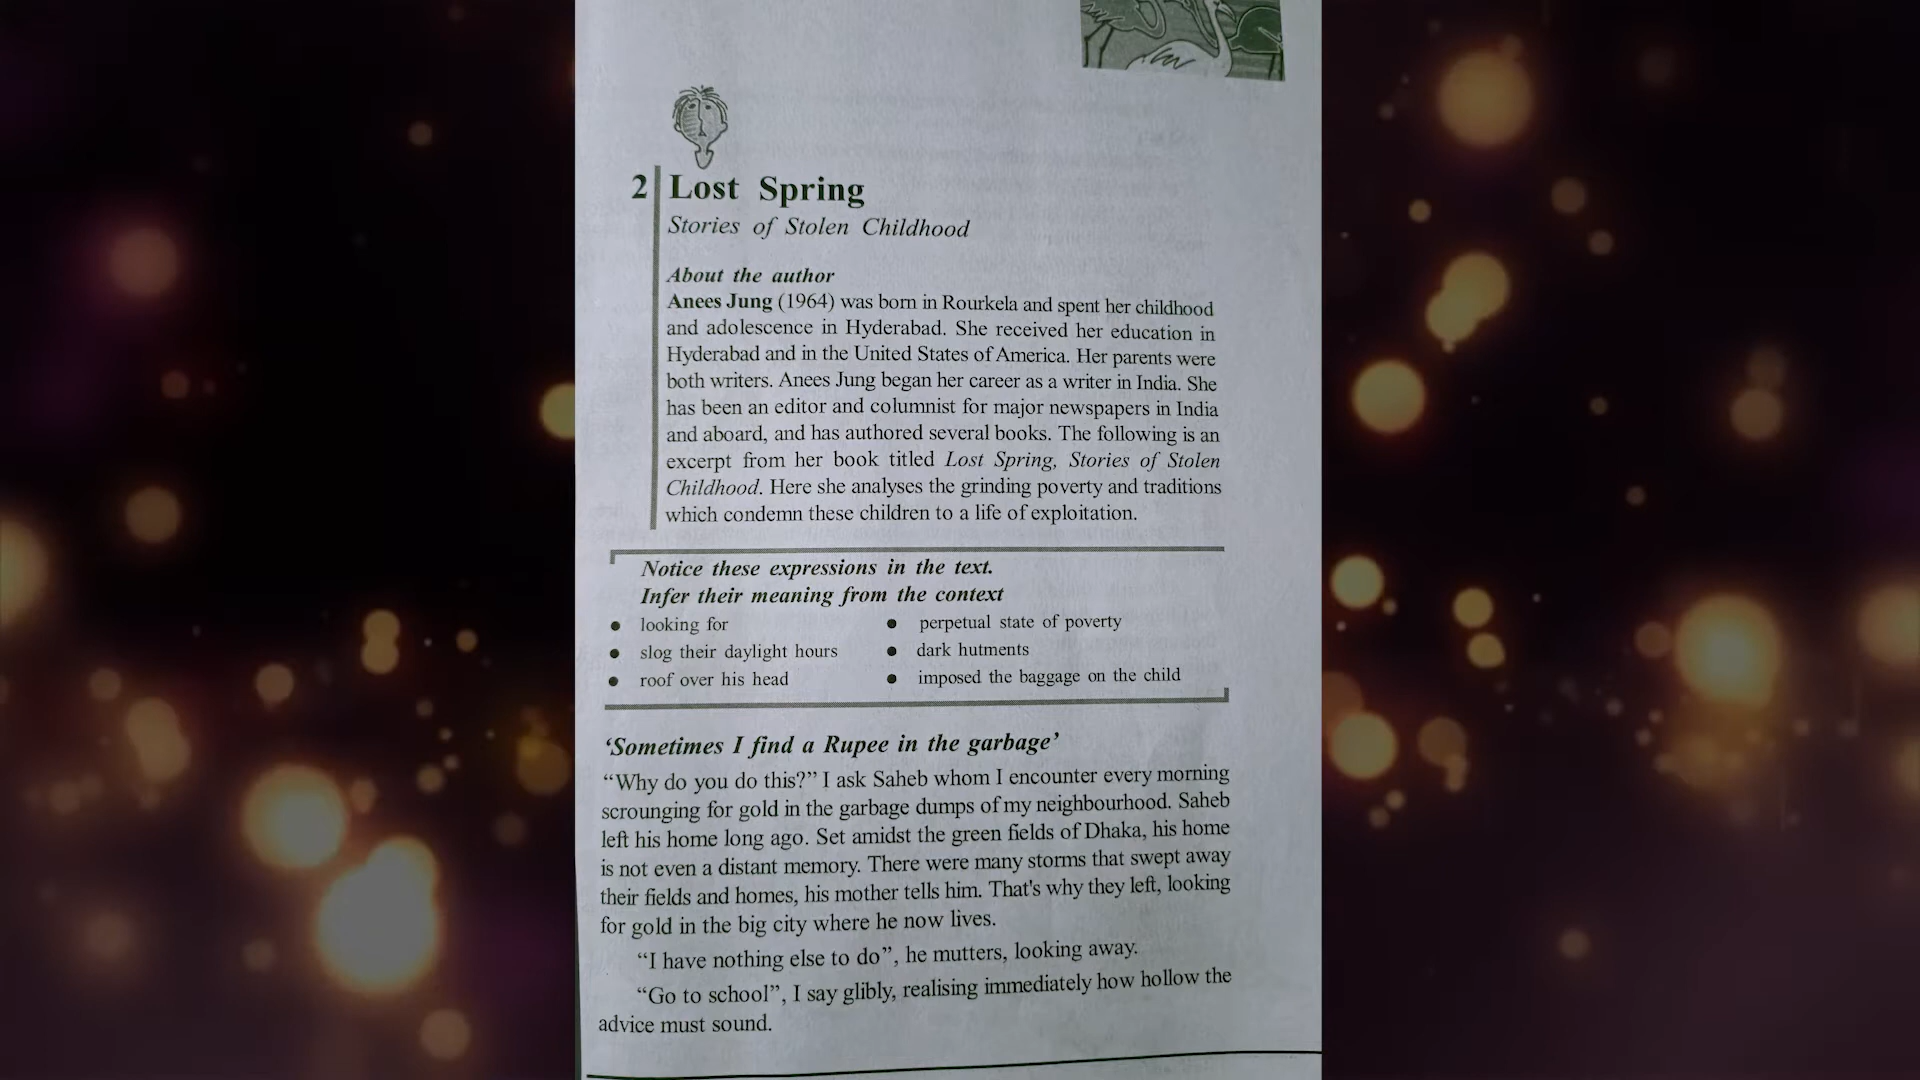 2 Lost Spring
Stories of Stolen Childhood
About the author
Anees Jung (1964) was born in Rourkela and spent her childhood
and adolescence in Hyderabad. She received her education in
Hyderabad and in the United States of America. Her parents were
both writers. Anees Jung began her career as a writer in India. She
has been an editor and columnist for major newspapers in India
and aboard, and has authored several books. The following is an
excerpt from her book titled Lost Spring, Stories of Stolen
Childhood. Here she analyses the grinding poverty and traditions
which condemn these children to a life of exploitation.
Notice these expressions in the text.
Infer their meaning from the context
● looking for
● slog their daylight hours
● roof over his head
● perpetual state of poverty
● dark hutments
● imposed the baggage on the child
‘Sometimes I find a Rupee in the garbage’
“Why do you do this?” I ask Saheb whom I encounter every morning
scrounging for gold in the garbage dumps of my neighbourhood. Saheb
left his home long ago. Set amidst the green fields of Dhaka, his home
is not even a distant memory. There were many storms that swept away
their fields and homes, his mother tells him. That's why they left, looking
for gold in the big city where he now lives.
“I have nothing else to do”, he mutters, looking away.
“Go to school”, I say glibly, realising immediately how hollow the
advice must sound.